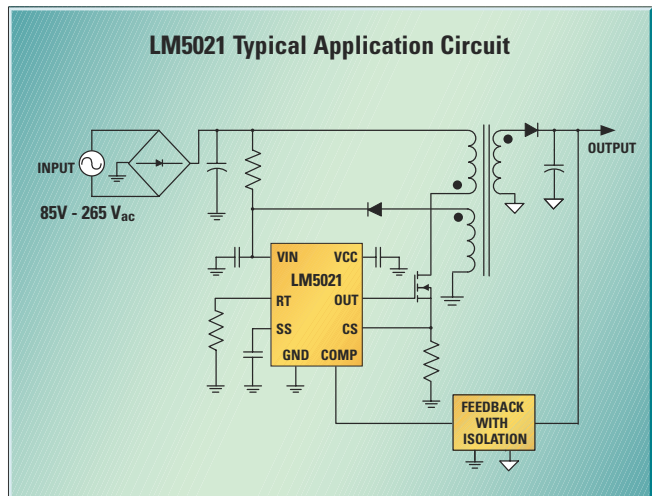 LM5021 Typical Application Circuit
INPUT
85V - 265 Vac
OUTPUT
VIN VCC
LM5021
RT OUT
SS CS
GND COMP
FEEDBACK
WITH
ISOLATION